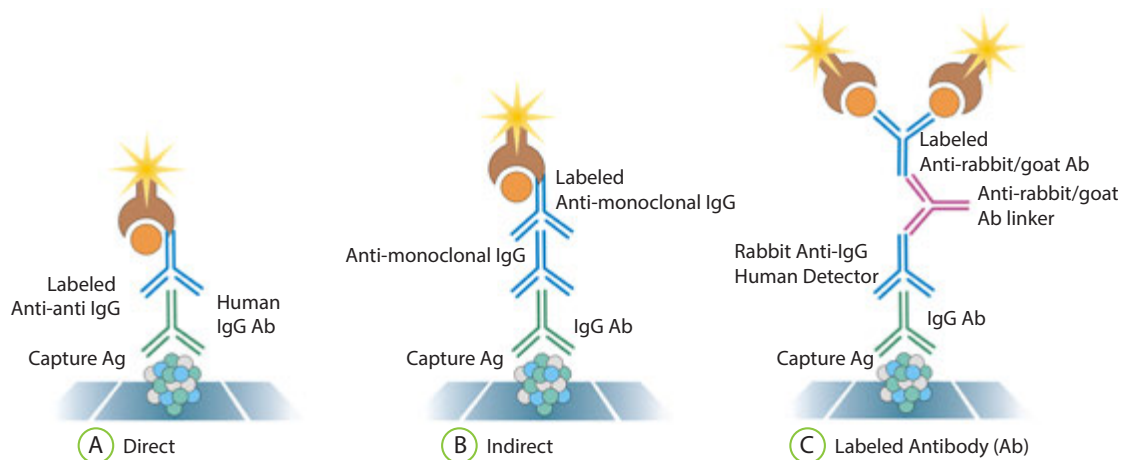 Labeled
Anti-anti IgG
Human
IgG Ab
Capture Ag
A Direct
Labeled
Anti-monoclonal IgG
Anti-monoclonal IgG
IgG Ab
Capture Ag
B Indirect
Labeled
Anti-rabbit/goat Ab
Anti-rabbit/goat
Ab linker
Rabbit Anti-IgG
Human Detector
IgG Ab
Capture Ag
C Labeled Antibody (Ab)